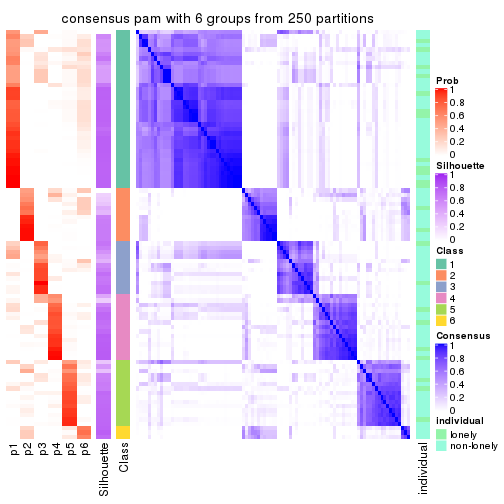 consensus pam with 6 groups from 250 partitions
Prob
1
0.8
0.6
0.4
0.2
0
Silhouette
1
0.8
0.6
0.4
0.2
0
Class
1
2
3
4
5
6
Consensus
1
0.8
0.6
0.4
0.2
0
individual
lonely
non-lonely
p1
p2
p3
p4
p5
p6
Silhouette
Class
individual